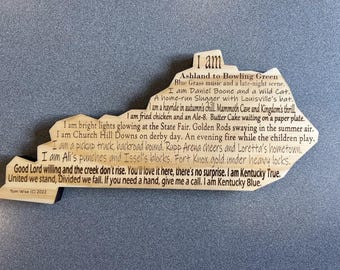 I am
Ashland to Bowling Green
Blue Grass music and a late-night scene.
I am Daniel Boone and a Wild Cat.
A home-run Slugger with Louisville's bat.
I am a hayride in autumn's chill. Mammoth Cave and Kingdom's thrill.
I am fried chicken and an Ale-8. Butter Cake waiting on a paper plate.
I am bright lights glowing at the State Fair. Golden Rods swaying in the summer air.
I am Church Hill Downs on derby day. An evening fire while the children play.
I am a pickup truck, backroad bound. Rupp Arena cheers and Loretta's hometown.
I am Ali's punches and Issel's blocks. Fort Knox gold under heavy locks.
Good Lord willing and the creek don't rise. You'll love it here, there's no surprise. I am Kentucky True.
United we stand, Divided we fall. If you need a hand, give me a call. I am Kentucky Blue.
Tom Wise (C) 2022